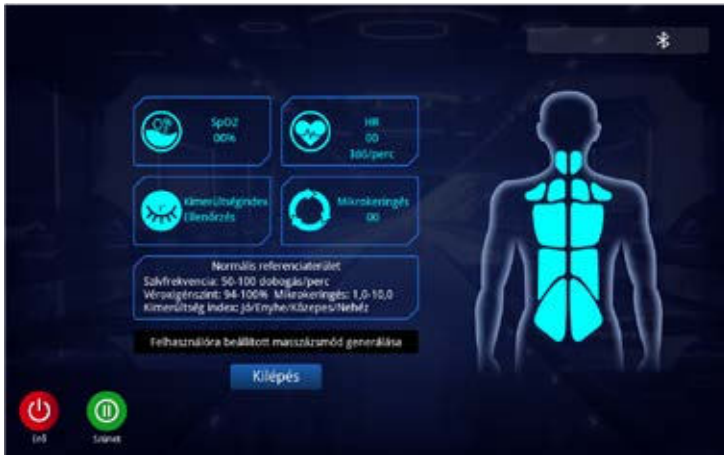 SpO2
00%
HR
00
Idő/perc
Kimerültségindex
Ellenőrzés
Mikrokeringés
00
Normális referenciaterület
Szívfrekvencia: 50-100 dobogás/perc
Véroxigénszint: 94-100% Mikrokeringés: 1,0-10,0
Kimerültség index: Jó/Enyhe/Közepes/Nehéz
Felhasználóra beállított masszázsmód generálása
Kilépés
Erő
Szünet